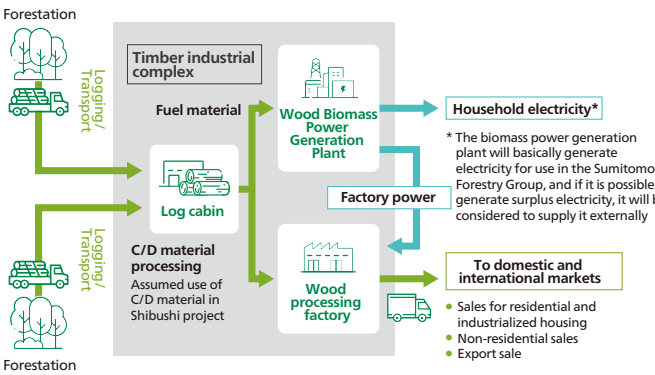 Forestation
Logging/
Transport
Timber industrial
complex
Fuel material
Wood Biomass
Power
Generation
Plant
Household electricity*
* The biomass power generation
plant will basically generate
electricity for use in the Sumitomo
Forestry Group, and if it is possible
generate surplus electricity, it will
considered to supply it externally
Factory power
Log cabin
C/D material
processing
Assumed use of
C/D material in
Shibushi project
Wood
processing
factory
To domestic and
international markets
• Sales for residential and
industrialized housing
• Non-residential sales
• Export sale
Logging/
Transport
Forestation